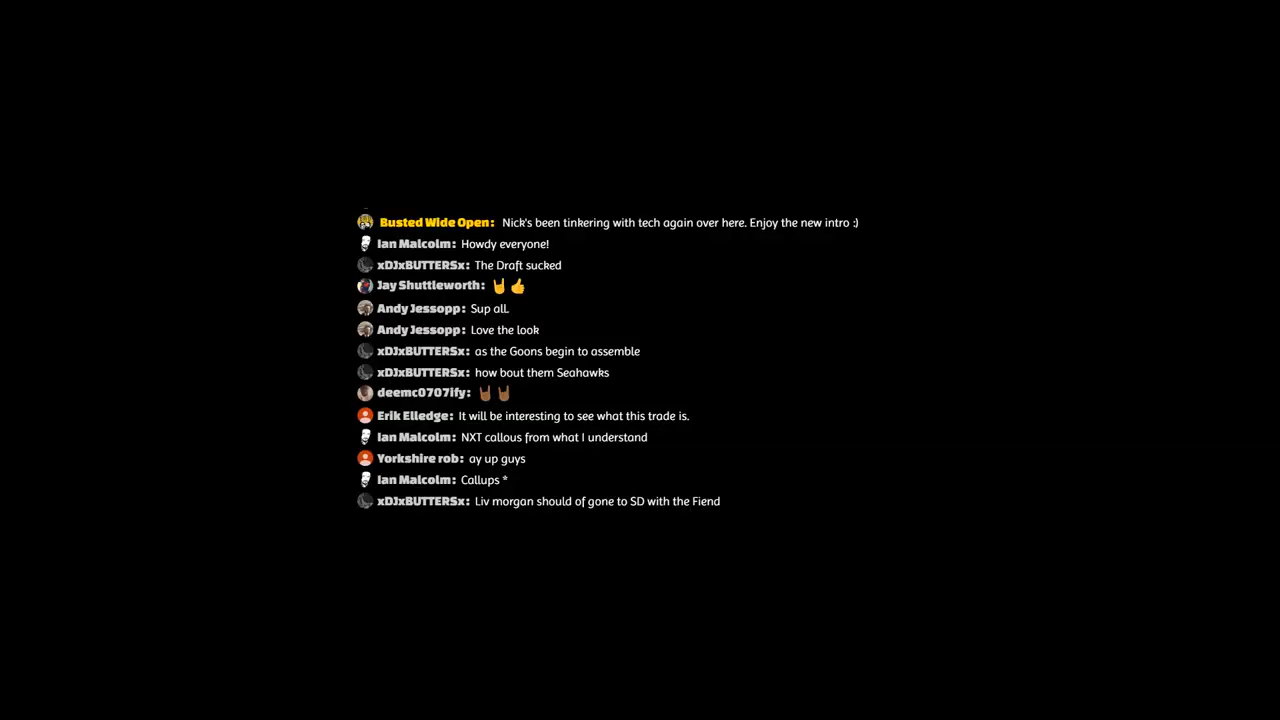 Busted Wide Open: Nick's been tinkering with tech again over here. Enjoy the new intro :)
Ian Malcolm: Howdy everyone!
xDJxBUTTERSx: The Draft sucked
Jay Shuttleworth: 🤘👍
Andy Jessopp: Sup all.
Andy Jessopp: Love the look
xDJxBUTTERSx: as the Goons begin to assemble
xDJxBUTTERSx: how bout them Seahawks
deemc0707ify: 🤘🏾🤘🏾
Erik Elledge: It will be interesting to see what this trade is.
Ian Malcolm: NXT callous from what I understand
Yorkshire rob: ay up guys
Ian Malcolm: Callups *
xDJxBUTTERSx: Liv morgan should of gone to SD with the Fiend